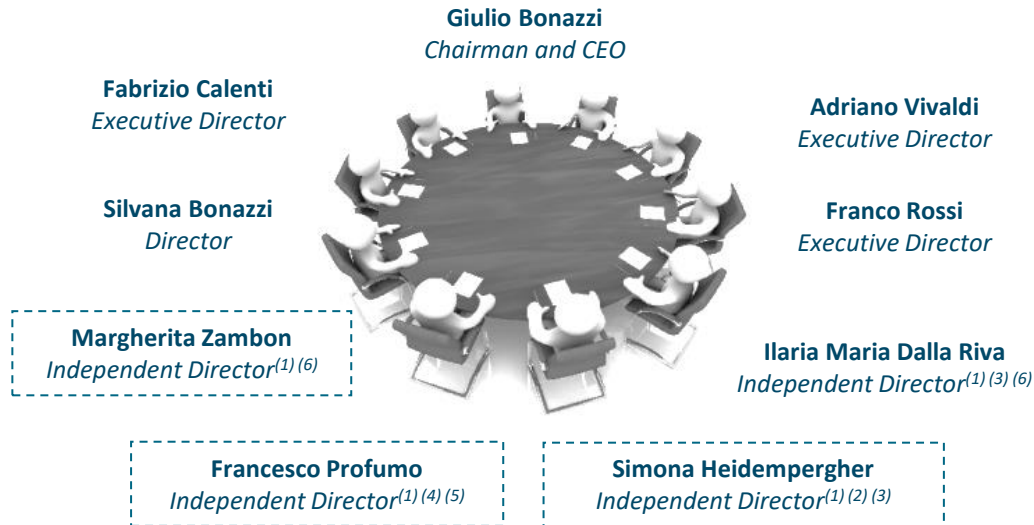 Giulio Bonazzi
Chairman and CEO
Fabrizio Calenti
Executive Director
Adriano Vivaldi
Executive Director
Silvana Bonazzi
Director
Franco Rossi
Executive Director
Margherita Zambon
Independent Director(1) (6)
Ilaria Maria Dalla Riva
Independent Director(1) (3) (6)
Francesco Profumo
Independent Director(1) (4) (5)
Simona Heidempergher
Independent Director(1) (2) (3)